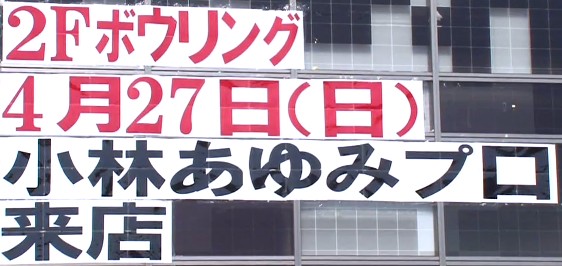 2Fボウリング
4月27日(日)
小林あゆみプロ
来店